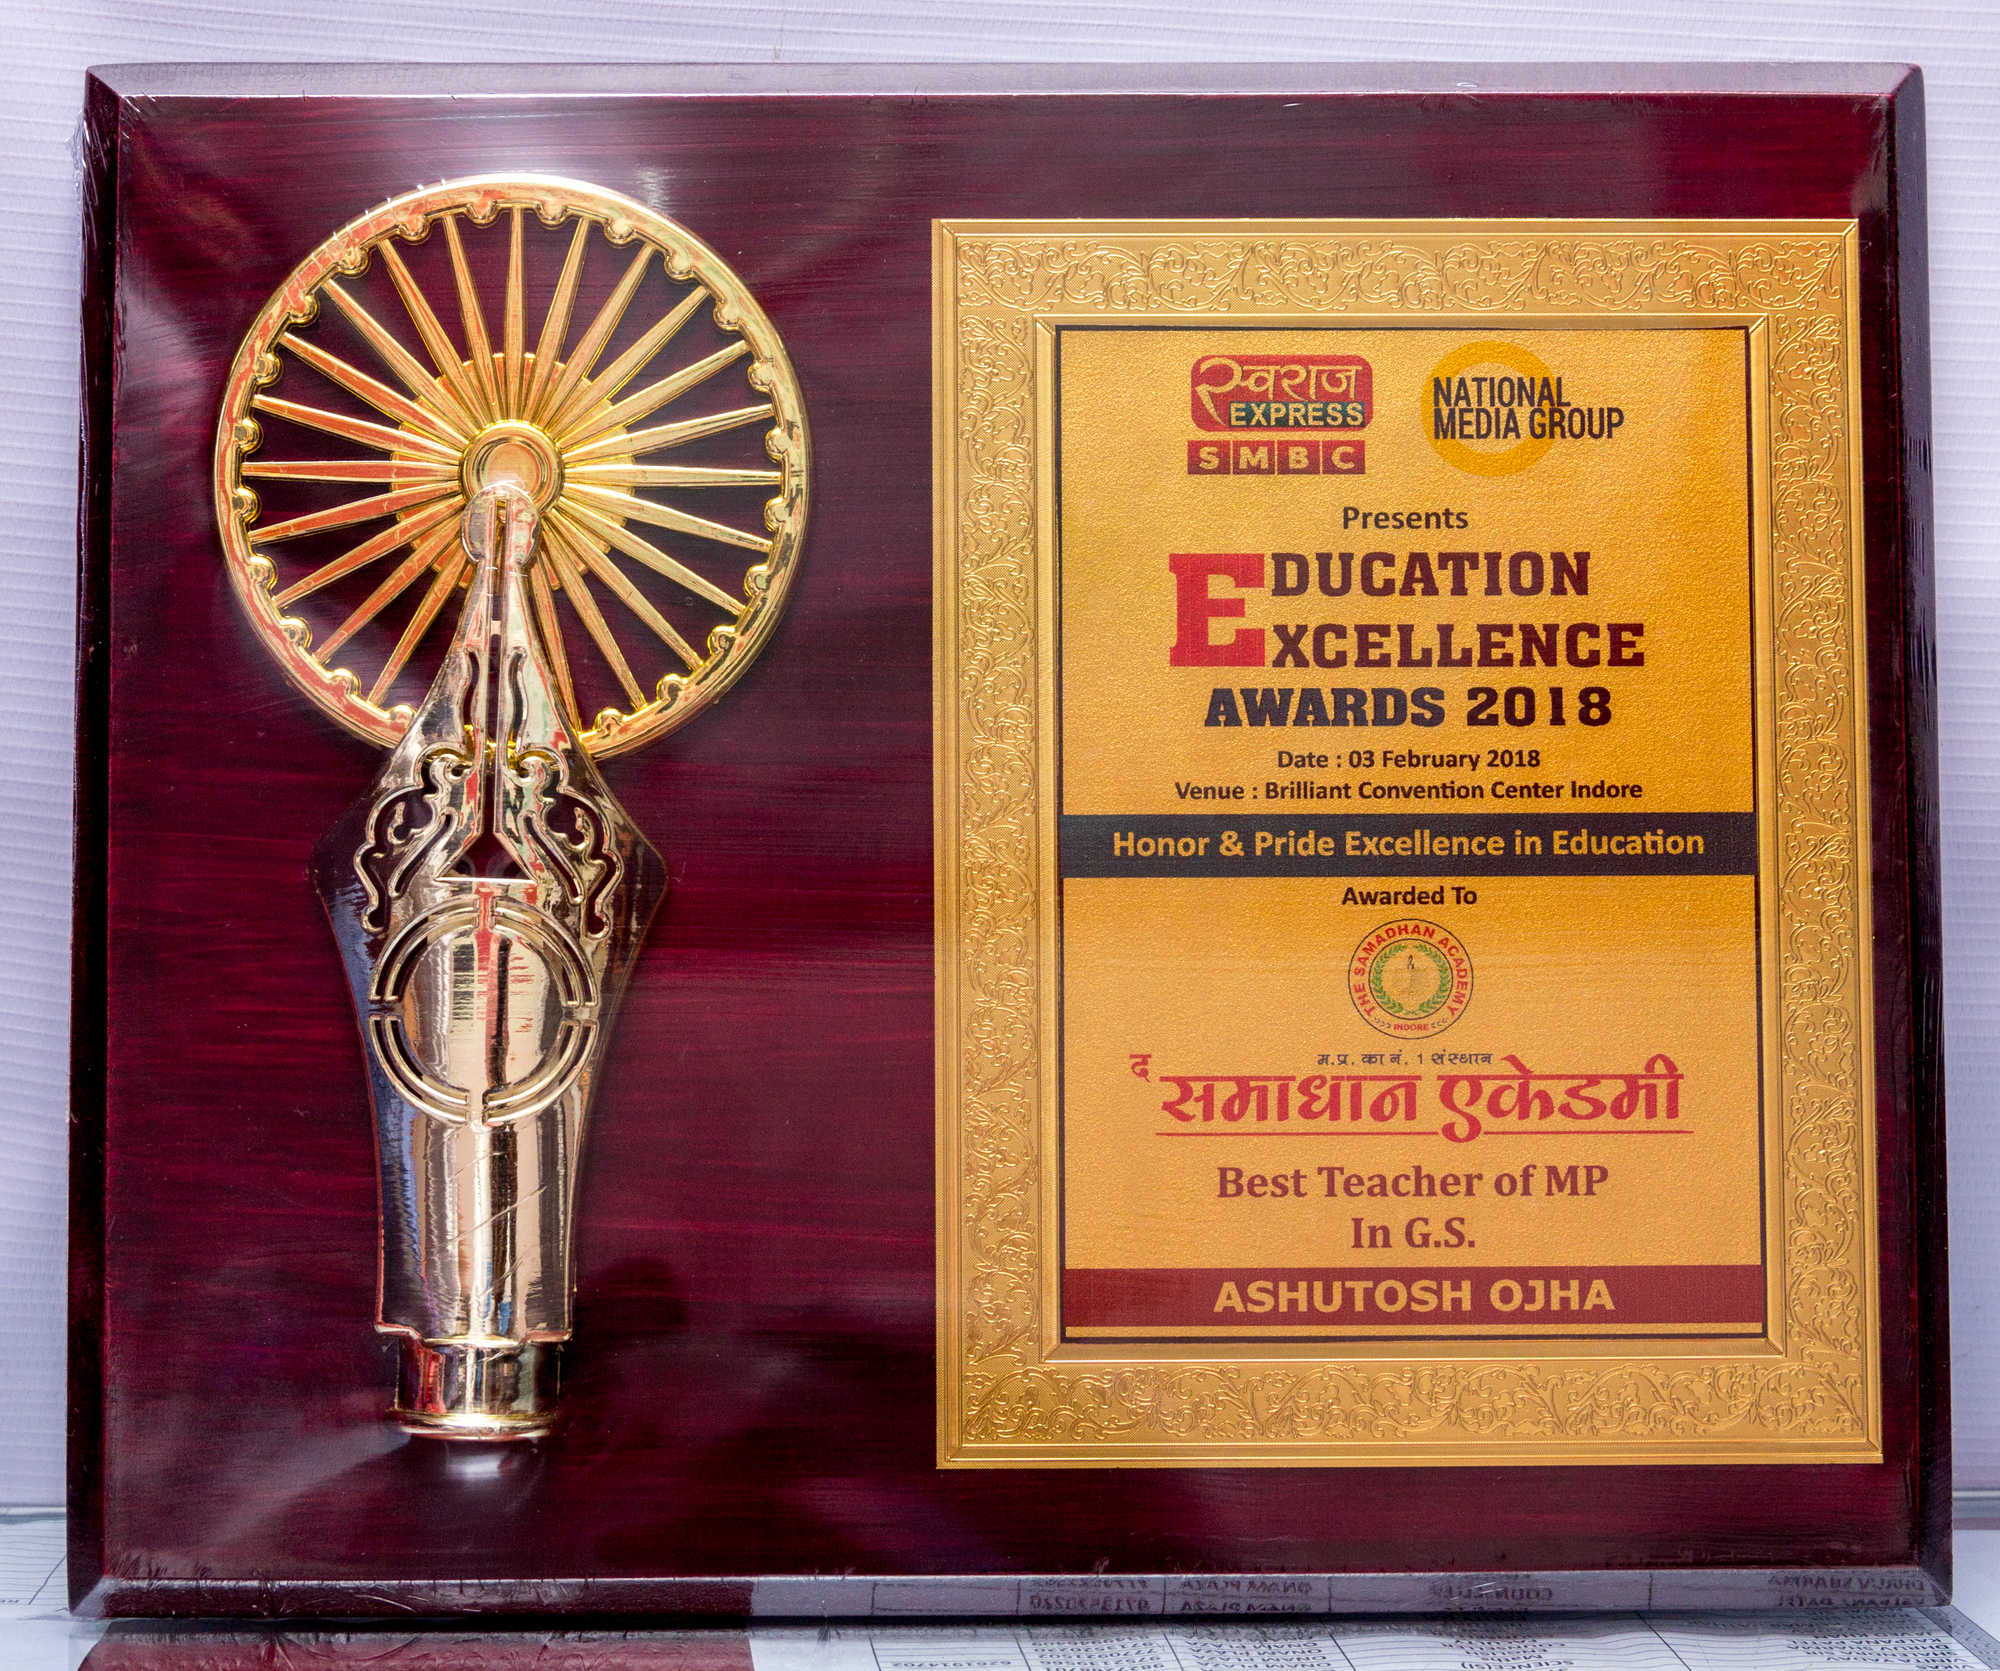 स्वराज
EXPRESS
SMBC
NATIONAL
MEDIA GROUP
Presents
EDUCATION
EXCELLENCE
AWARDS 2018
Date : 03 February 2018
Venue : Brilliant Convention Center Indore
Honor & Pride Excellence in Education
Awarded To
THE SAMADHAN ACADEMY
INDORE
म.प्र. का नं. 1 संस्थान
द समाधान एकेडमी
Best Teacher of MP
In G.S.
ASHUTOSH OJHA